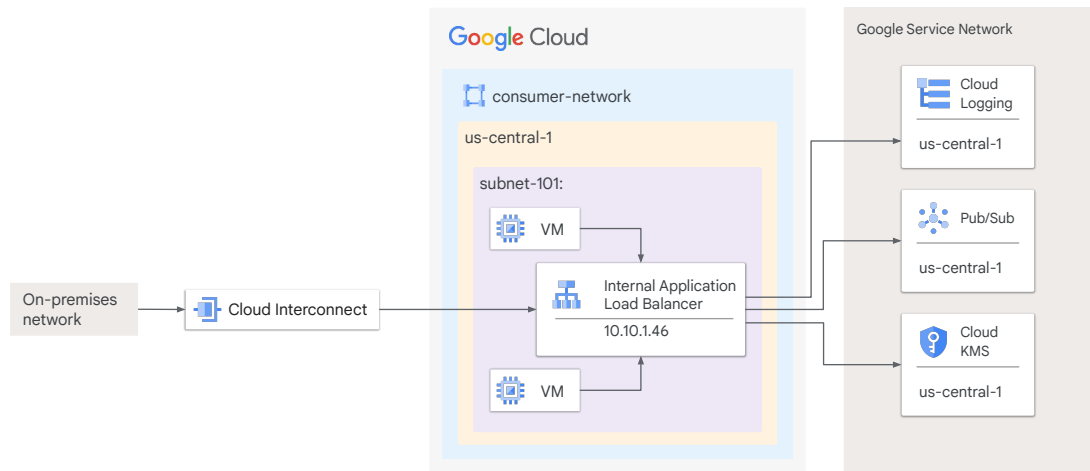 Google Cloud
Google Service Network
consumer-network
us-central-1
subnet-101:
VM
On-premises
network
Cloud Interconnect
Internal Application
Load Balancer
10.10.1.46
VM
Cloud
Logging
us-central-1
Pub/Sub
us-central-1
Cloud
KMS
us-central-1